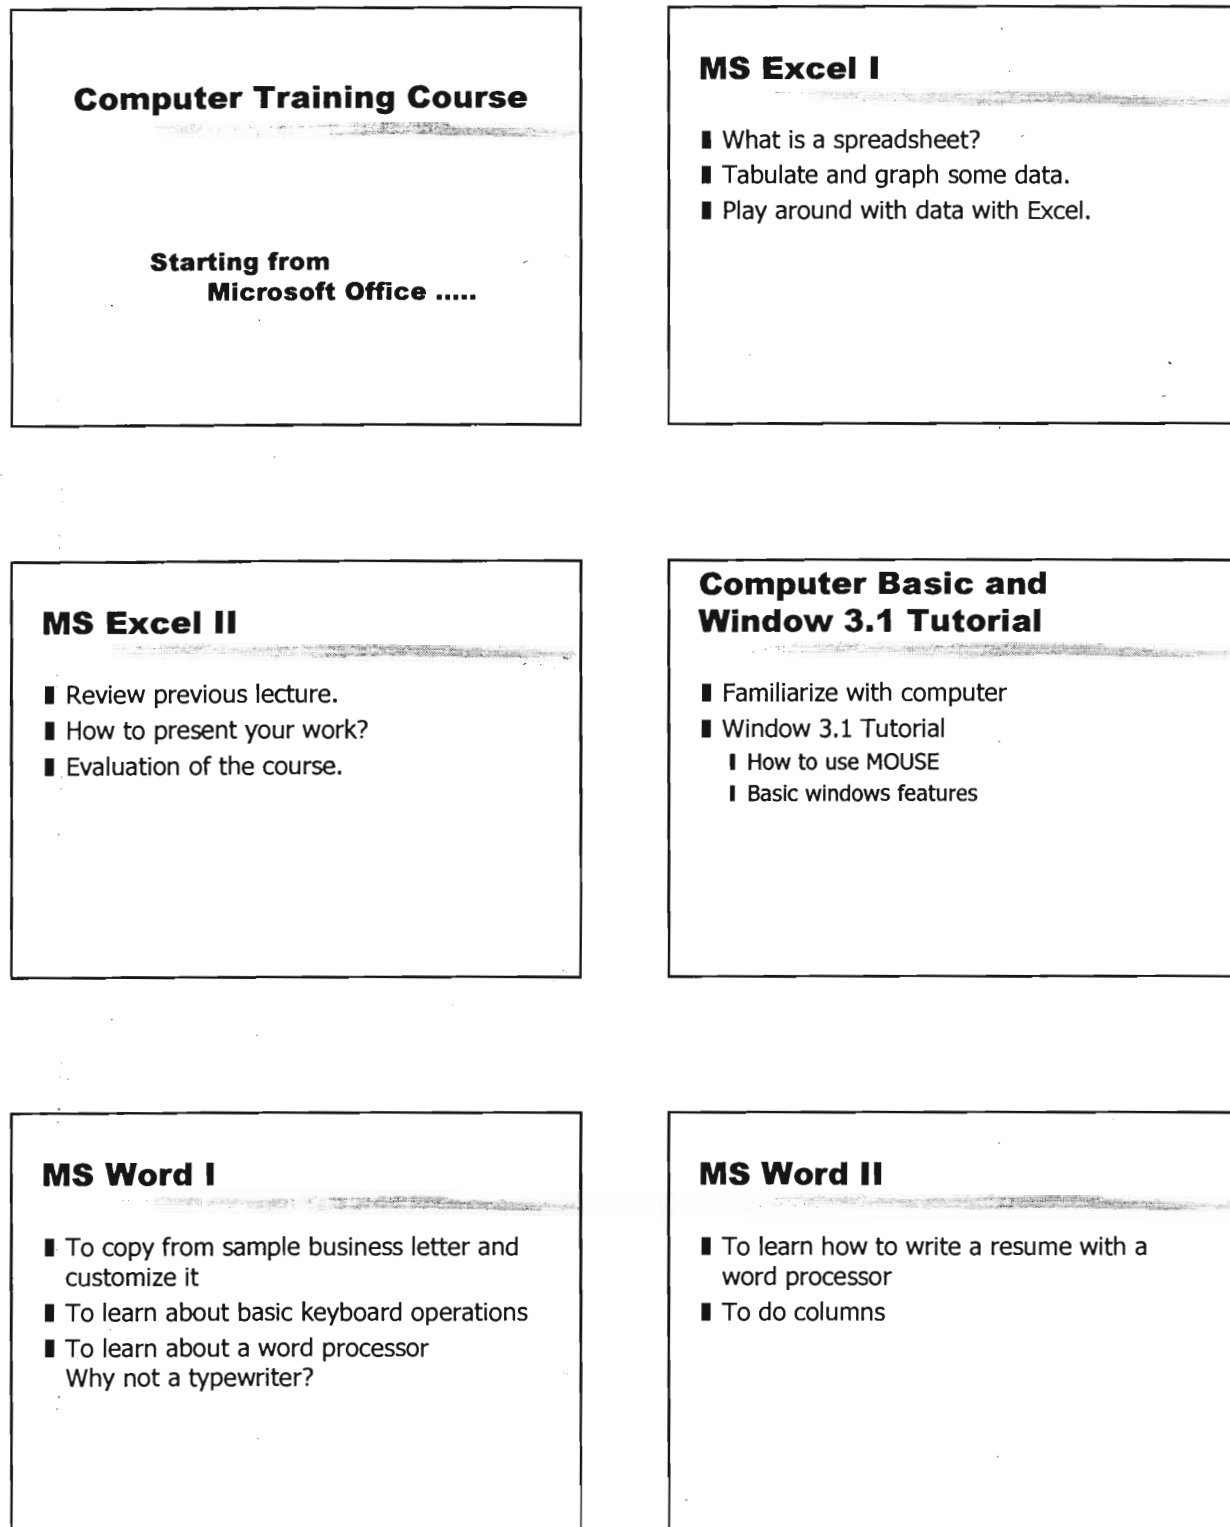 Computer Training Course
Starting from
Microsoft Office .....
MS Excel I
What is a spreadsheet?
Tabulate and graph some data.
Play around with data with Excel.
MS Excel II
Review previous lecture.
How to present your work?
Evaluation of the course.
Computer Basic and
Window 3.1 Tutorial
Familiarize with computer
Window 3.1 Tutorial
How to use MOUSE
Basic windows features
MS Word I
To copy from sample business letter and
customize it
To learn about basic keyboard operations
To learn about a word processor
Why not a typewriter?
MS Word II
To learn how to write a resume with a
word processor
To do columns